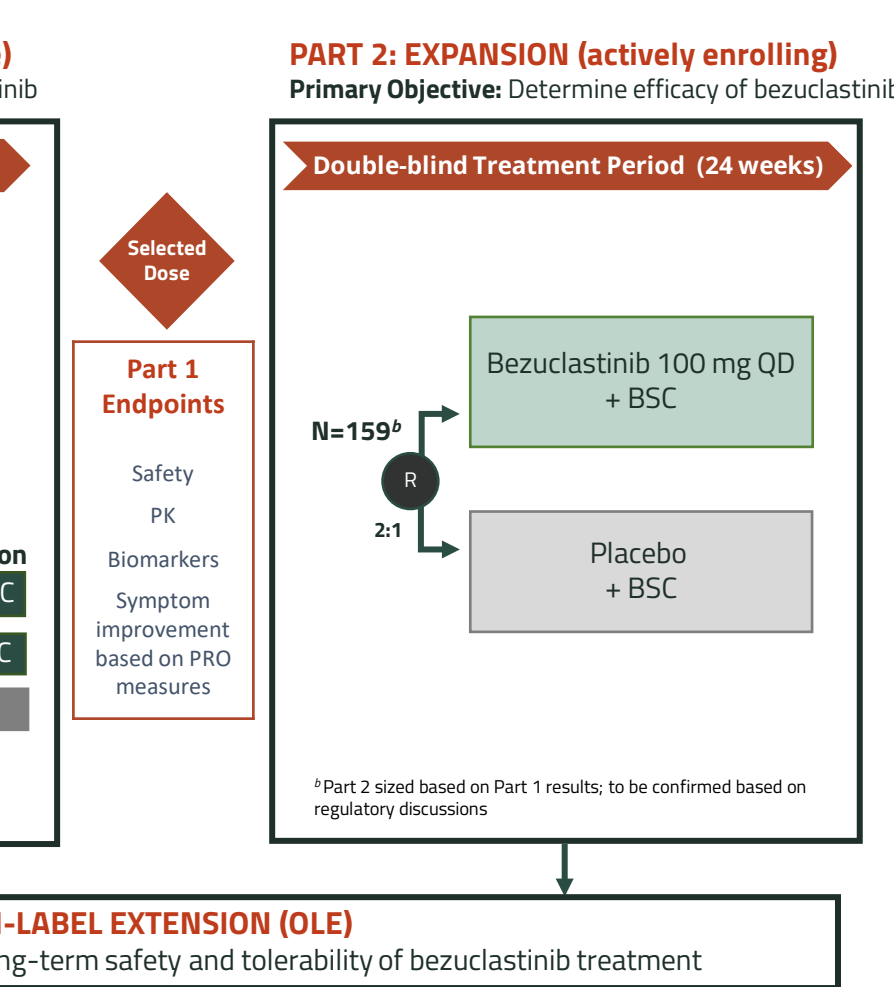 )
inib
on
C
C
Selected
Dose
Part 1
Endpoints
Safety
PK
Biomarkers
Symptom
improvement
based on PRO
measures
PART 2: EXPANSION (actively enrolling)
Primary Objective: Determine efficacy of bezuclastinib
Double-blind Treatment Period (24 weeks)
N=159b
R
2:1
Bezuclastinib 100 mg QD
+ BSC
Placebo
+ BSC
b Part 2 sized based on Part 1 results; to be confirmed based on
regulatory discussions
-LABEL EXTENSION (OLE)
ng-term safety and tolerability of bezuclastinib treatment